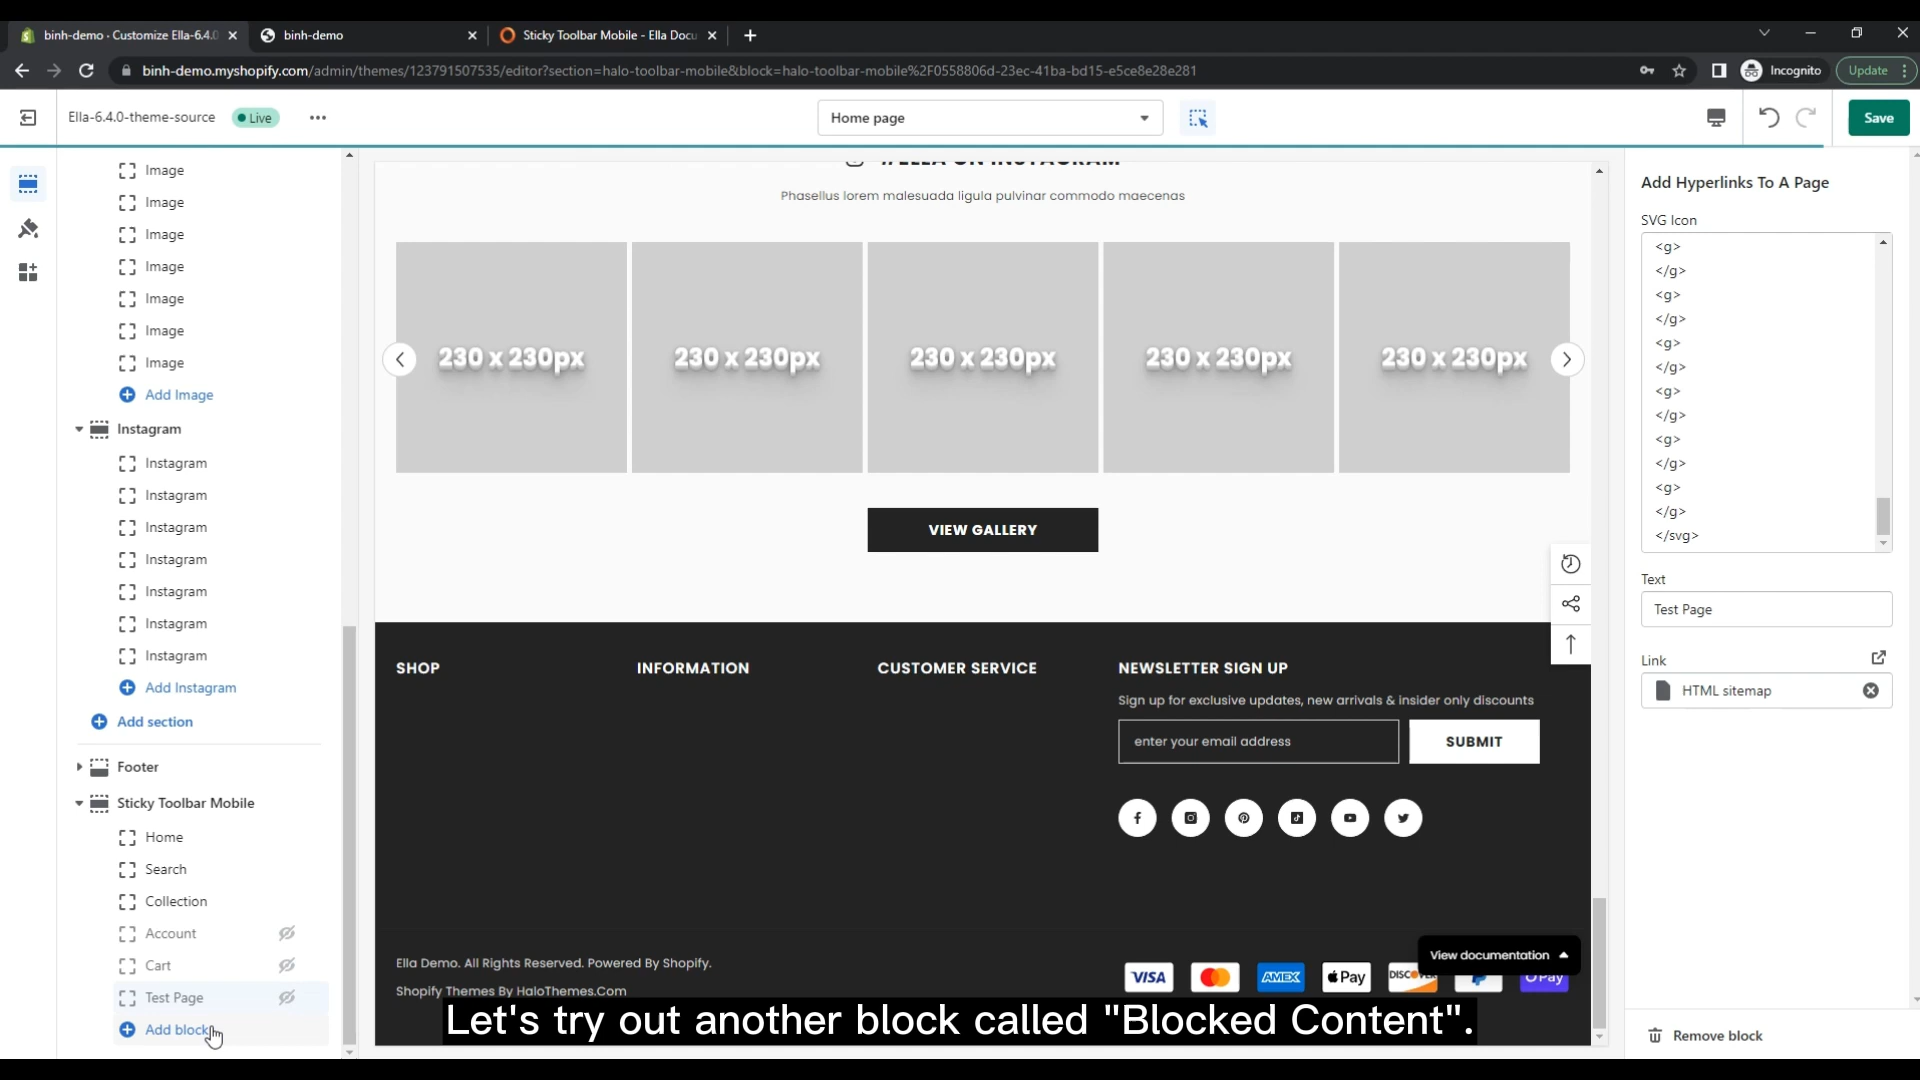 binh-demo · Customize Ella-6.4.0
binh-demo
Sticky Toolbar Mobile - Ella Docu
binh-demo.myshopify.com/admin/themes/123791507535/editor?section=halo-toolbar-mobile&block=halo-toolbar-mobile%2F0558806d-23ec-41ba-bd15-e5ce8e28e281
Incognito
Update
Ella-6.4.0-theme-source
Live
Home page
Save
Image
Image
Image
Image
Image
Image
Image
Add Image
Instagram
Instagram
Instagram
Instagram
Instagram
Instagram
Instagram
Instagram
Add Instagram
Add section
Footer
Sticky Toolbar Mobile
Home
Search
Collection
Account
Cart
Test Page
Add block
#ELLA ON INSTAGRAM
Phasellus lorem malesuada ligula pulvinar commodo maecenas
230 x 230px
230 x 230px
230 x 230px
230 x 230px
230 x 230px
VIEW GALLERY
SHOP
INFORMATION
CUSTOMER SERVICE
NEWSLETTER SIGN UP
Sign up for exclusive updates, new arrivals & insider only discounts
enter your email address
SUBMIT
Ella Demo. All Rights Reserved. Powered By Shopify.
Shopify Themes By HaloThemes.Com
VISA
AMEX
Pay
DISCOVER
Pay
View documentation
Let's try out another block called "Blocked Content".
Add Hyperlinks To A Page
SVG Icon
<g>
</g>
<g>
</g>
<g>
</g>
<g>
</g>
<g>
</g>
<g>
</g>
</svg>
Text
Test Page
Link
HTML sitemap
Remove block